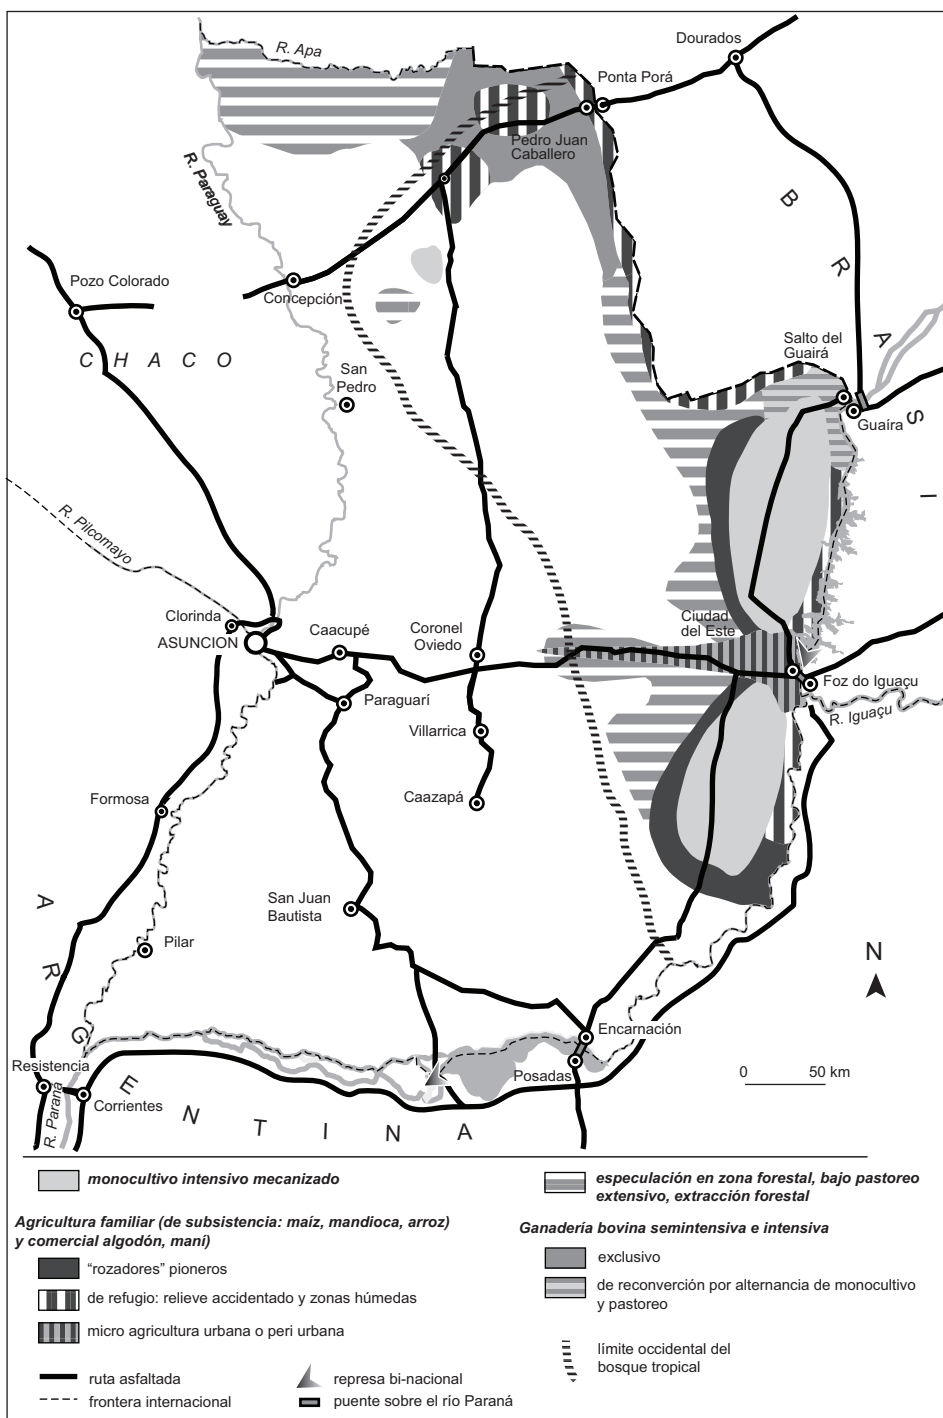 R. Apa
Dourados
Ponta Porá
Pedro Juan
Caballero
R. Paraguay
B R A S I
Pozo Colorado
Concepción
CHACO
San
Pedro
Salto del
Guairá
Guaíra
R. Pilcomayo
Clorinda
ASUNCION
Caacupé
Coronel
Oviedo
Ciudad
del Este
Foz do Iguaçu
R. Iguaçu
Paraguarí
Villarrica
Formosa
Caazapá
San Juan
Bautista
Pilar
N
Encarnación
Posadas
0 50 km
Resistencia
Corrientes
R. Paraná
ARGENTINA
monocultivo intensivo mecanizado
Agricultura familiar (de subsistencia: maíz, mandioca, arroz)
y comercial algodón, maní)
"rozadores" pioneros
de refugio: relieve accidentado y zonas húmedas
micro agricultura urbana o peri urbana
ruta asfaltada
frontera internacional
represa bi-nacional
puente sobre el río Paraná
especulación en zona forestal, bajo pastoreo
extensivo, extracción forestal
Ganadería bovina semintensiva e intensiva
exclusivo
de reconverción por alternancia de monocultivo
y pastoreo
límite occidental del
bosque tropical